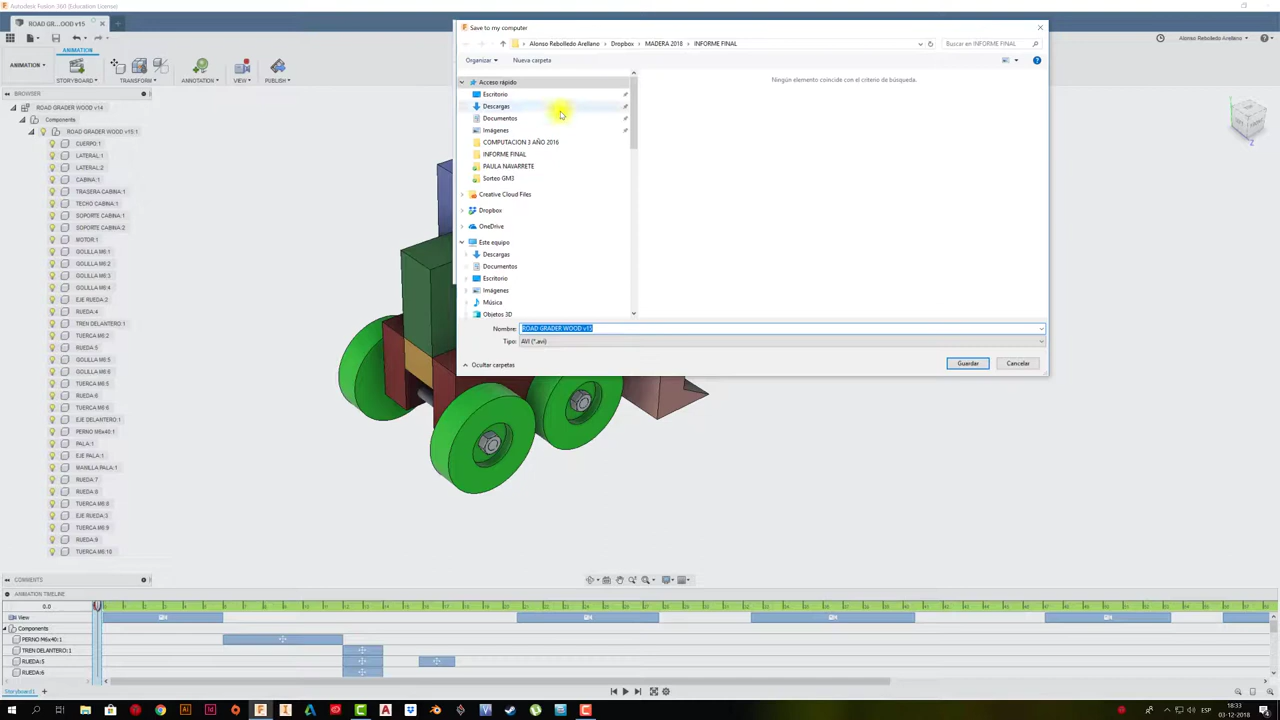 Autodesk Fusion 360 (Education License)
ROAD GRADER...OOD v15
Alonso Rebolledo Arellano
ANIMATION
ANIMATION
STORYBOARD
TRANSFORM
ANNOTATION
VIEW
PUBLISH
BROWSER
ROAD GRADER WOOD v14
Components
ROAD GRADER WOOD v15:1
CUERPO:1
LATERAL:1
LATERAL:2
CABINA:1
TRASERA CABINA:1
TECHO CABINA:1
SOPORTE CABINA:1
SOPORTE CABINA:2
MOTOR:1
GOLILLA M6:1
GOLILLA M6:2
GOLILLA M6:3
GOLILLA M6:4
EJE RUEDA:2
RUEDA:4
TREN DELANTERO:1
TUERCA M6:2
RUEDA:5
GOLILLA M6:5
GOLILLA M6:6
TUERCA M6:5
RUEDA:6
TUERCA M6:6
EJE DELANTERO:1
PERNO M6x40:1
PALA:1
EJE PALA:1
MANILLA PALA:1
RUEDA:7
RUEDA:8
TUERCA M6:8
EJE RUEDA:3
TUERCA M6:9
RUEDA:9
TUERCA M6:10
Save to my computer
Alonso Rebolledo Arellano
Dropbox
MADERA 2018
INFORME FINAL
Buscar en INFORME FINAL
Organizar
Nueva carpeta
Acceso rápido
Escritorio
Descargas
Documentos
Imágenes
COMPUTACION 3 AÑO 2016
INFORME FINAL
PAULA NAVARRETE
Sorteo GM3
Creative Cloud Files
Dropbox
OneDrive
Este equipo
Descargas
Documentos
Escritorio
Imágenes
Música
Objetos 3D
Ningún elemento coincide con el criterio de búsqueda.
Nombre: ROAD GRADER WOOD v15
Tipo: AVI (*.avi)
Ocultar carpetas
Guardar
Cancelar
Z
COMMENTS
ANIMATION TIMELINE
0.0
View
Components
PERNO M6x40:1
TREN DELANTERO:1
RUEDA:5
RUEDA:6
Storyboard1
ESP
18:33
03-12-2018